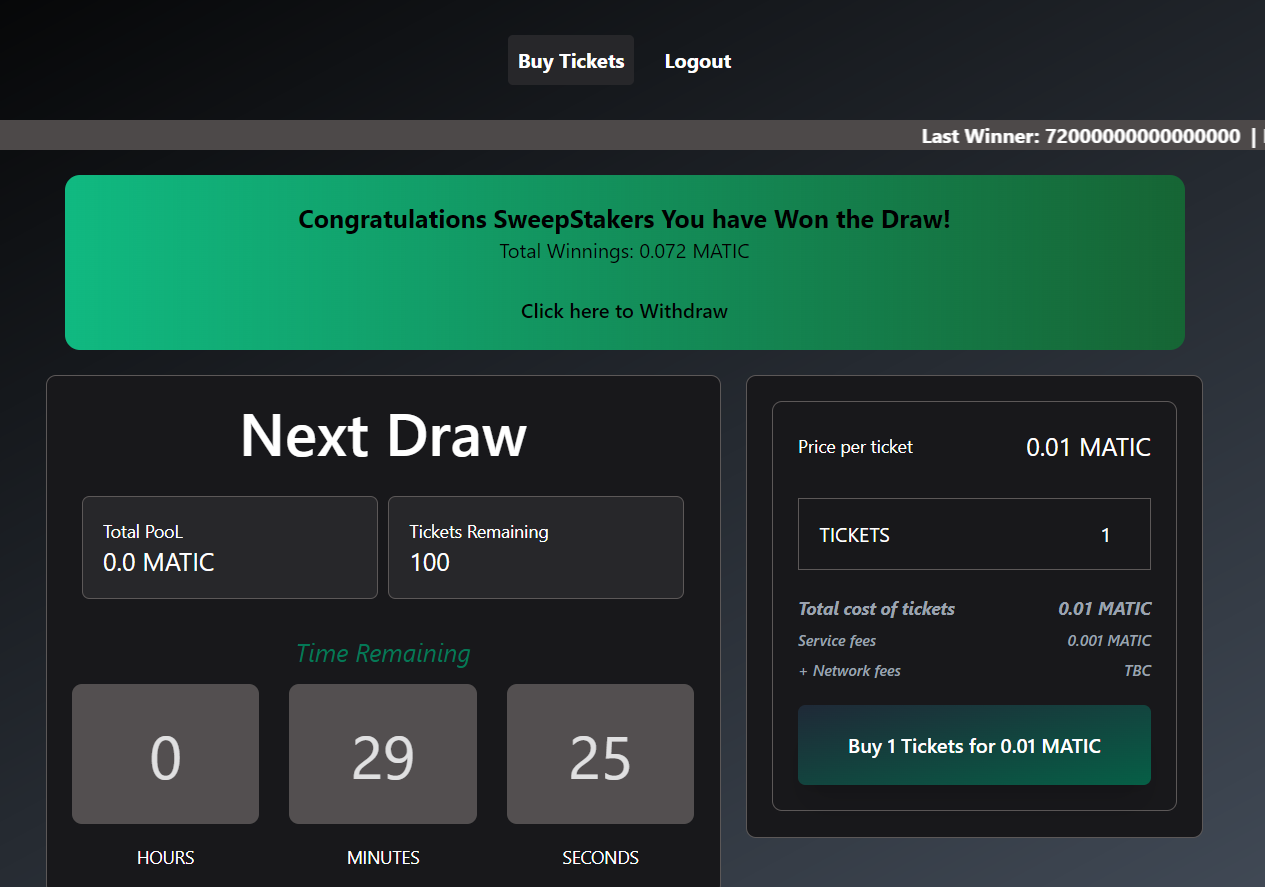 Buy Tickets
Logout
Last Winner: 72000000000000000 |
Congratulations SweepStakers You have Won the Draw!
Total Winnings: 0.072 MATIC
Click here to Withdraw
Next Draw
Total PooL
0.0 MATIC
Tickets Remaining
100
Time Remaining
0
29
25
HOURS
MINUTES
SECONDS
Price per ticket
0.01 MATIC
TICKETS
1
Total cost of tickets
0.01 MATIC
Service fees
0.001 MATIC
+ Network fees
TBC
Buy 1 Tickets for 0.01 MATIC